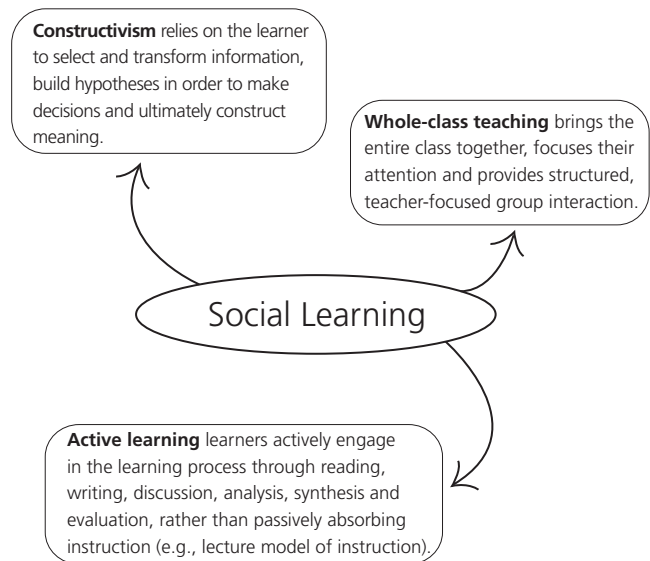 Constructivism relies on the learner
to select and transform information,
build hypotheses in order to make
decisions and ultimately construct
meaning.
Whole-class teaching brings the
entire class together, focuses their
attention and provides structured,
teacher-focused group interaction.
Social Learning
Active learning learners actively engage
in the learning process through reading,
writing, discussion, analysis, synthesis and
evaluation, rather than passively absorbing
instruction (e.g., lecture model of instruction).